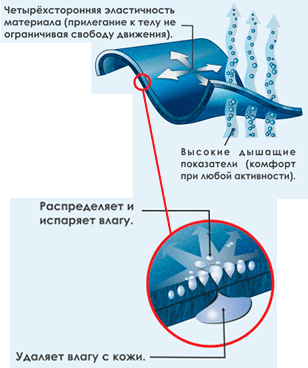 Четырёхсторонняя эластичность
материала (прилегание к телу не
ограничивая свободу движения).
Высокие дышащие
показатели (комфорт
при любой активности).
Распределяет и
испаряет влагу.
Удаляет влагу с кожи.